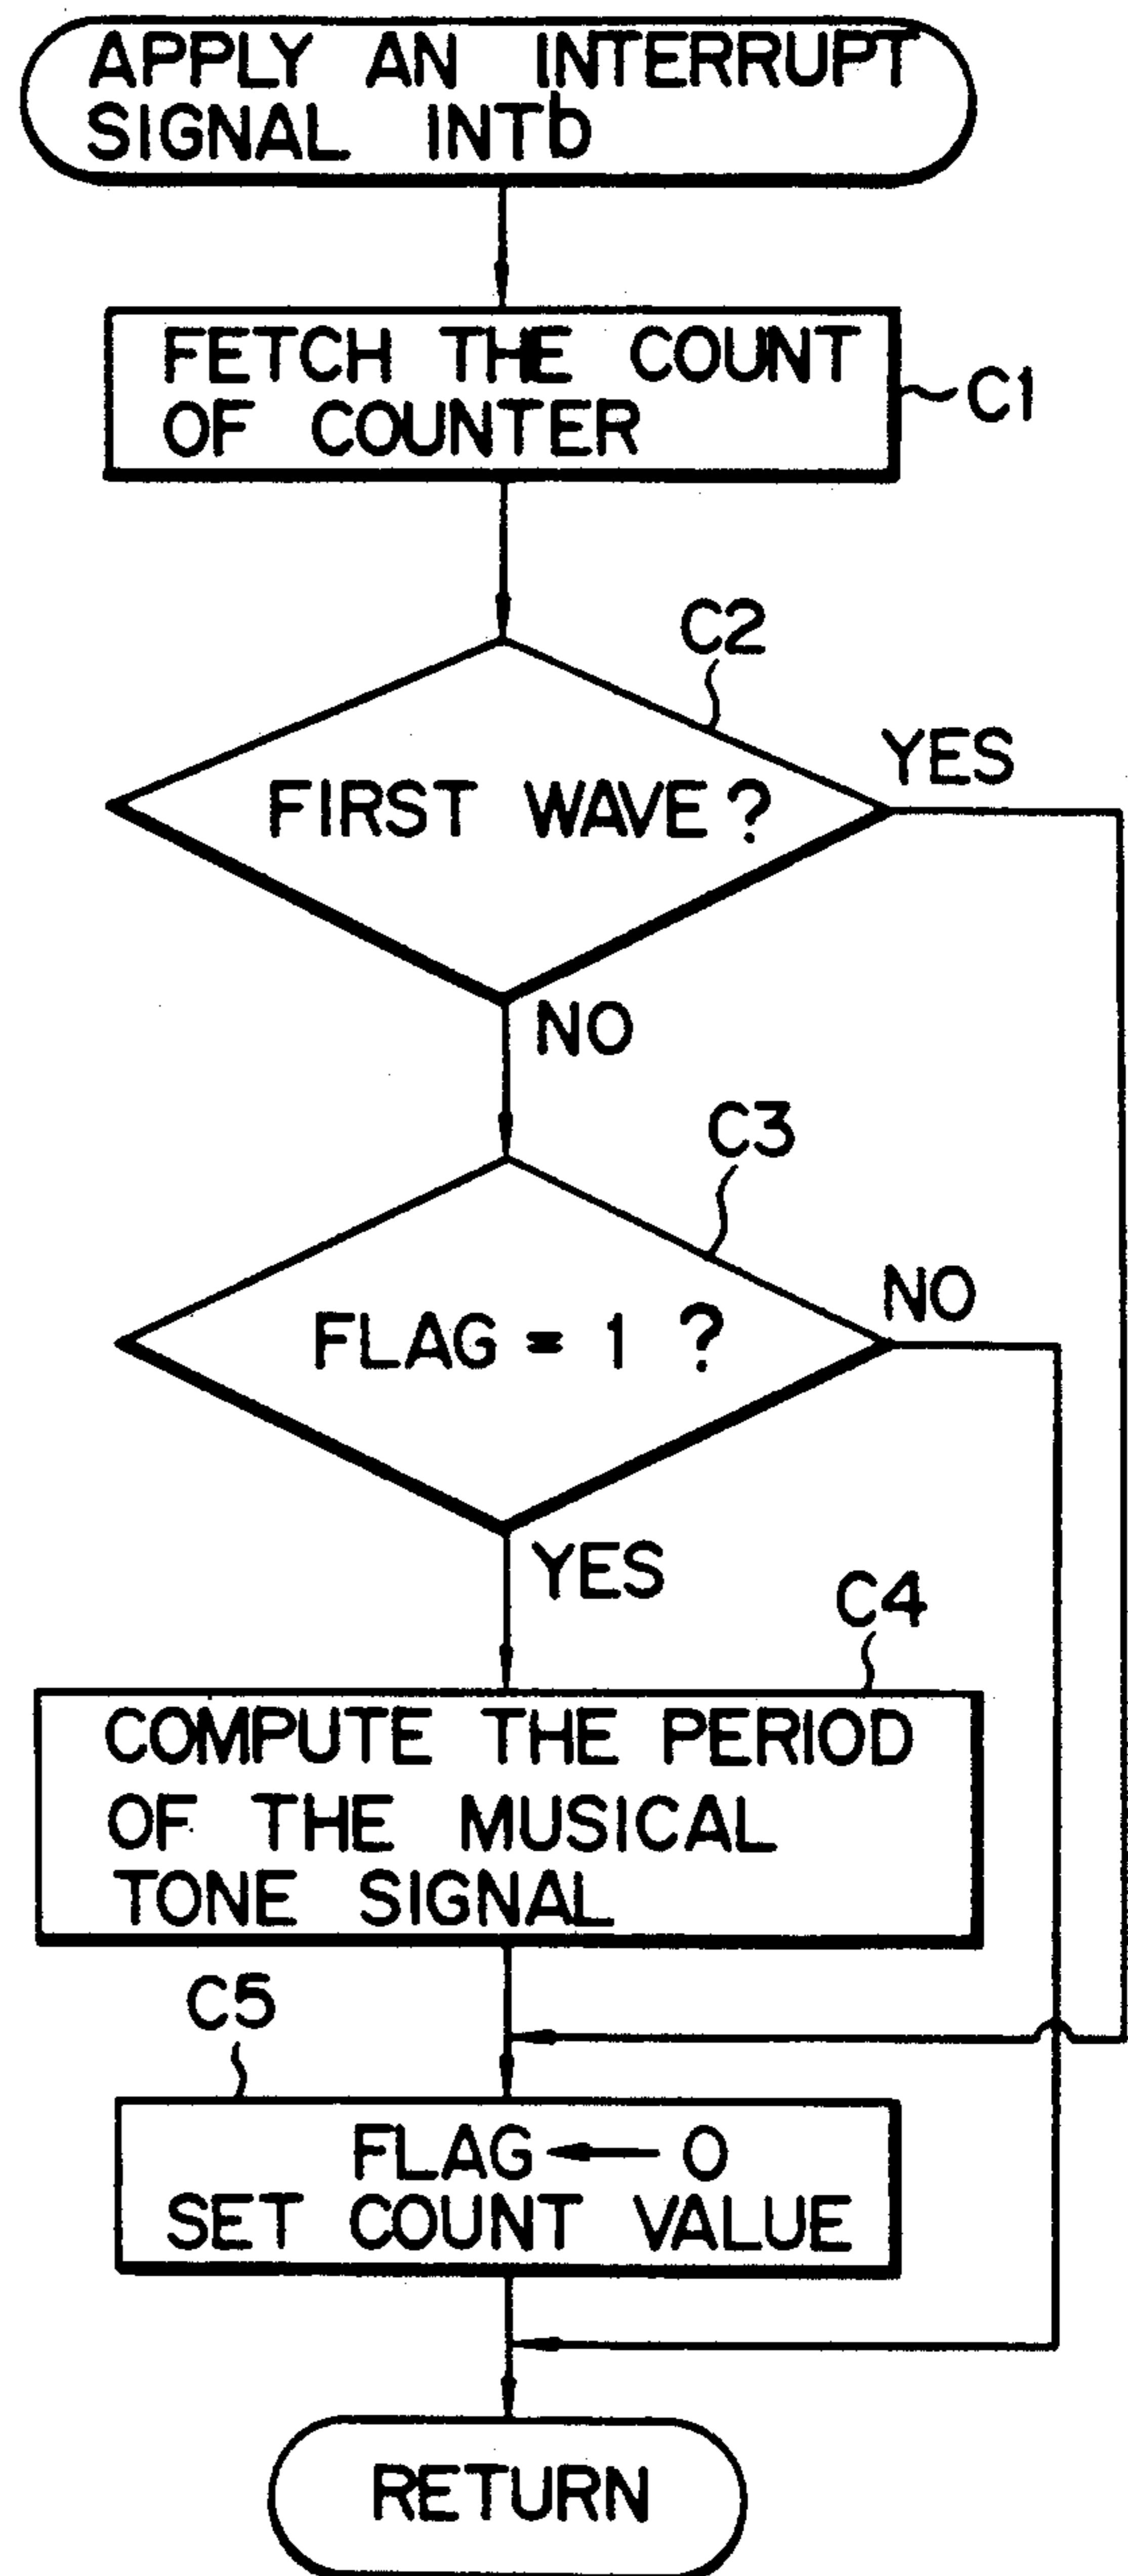 APPLY AN INTERRUPT
SIGNAL INTb
FETCH THE COUNT
OF COUNTER
C1
C2
FIRST WAVE?
YES
NO
C3
FLAG = 1 ?
NO
YES
C4
COMPUTE THE PERIOD
OF THE MUSICAL
TONE SIGNAL
C5
FLAG ← 0
SET COUNT VALUE
RETURN